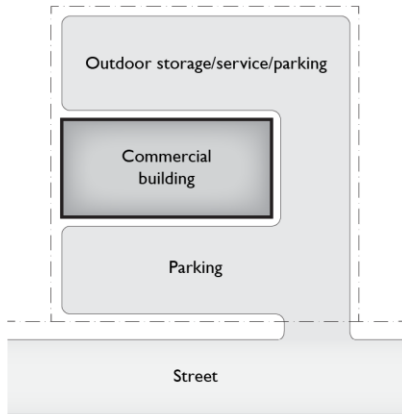 Outdoor storage/service/parking
Commercial
building
Parking
Street